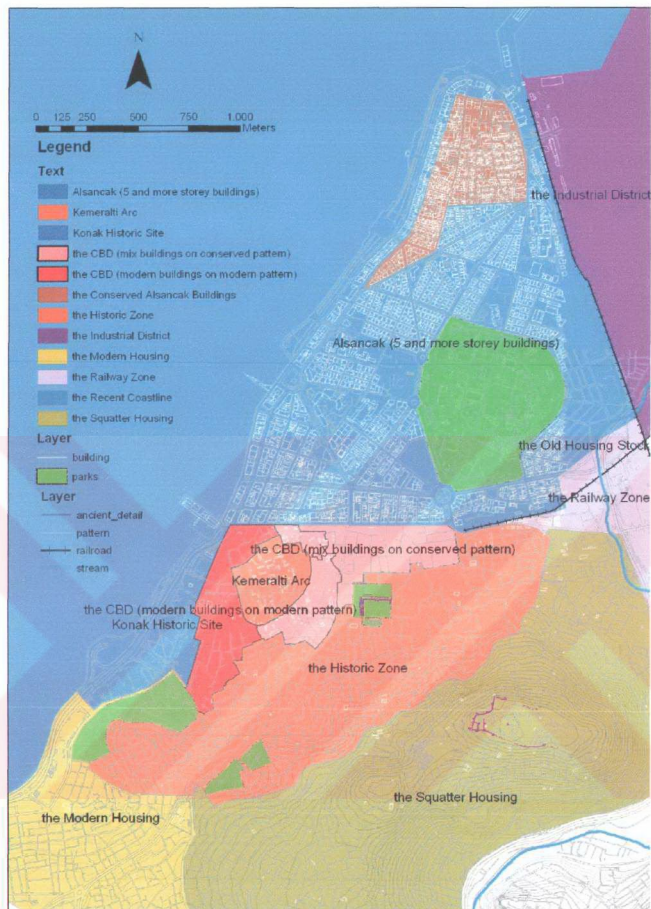 N
0 125 250 500 750 1.000
Meters
Legend
Text
Alsancak (5 and more storey buildings)
Kemeralti Arc
Konak Historic Site
the CBD (mix buildings on conserved pattern)
the CBD (modern buildings on modern pattern)
the Conserved Alsancak Buildings
the Historic Zone
the Industrial District
the Modern Housing
the Railway Zone
the Recent Coastline
the Squatter Housing
Layer
building
parks
Layer
ancient_detail
pattern
railroad
stream
the Industrial District
Alsancak (5 and more storey buildings)
the Old Housing Stock
the Railway Zone
the CBD (mix buildings on conserved pattern)
Kemeralti Arc
the CBD (modern buildings on modern pattern)
Konak Historic Site
the Historic Zone
the Squatter Housing
the Modern Housing